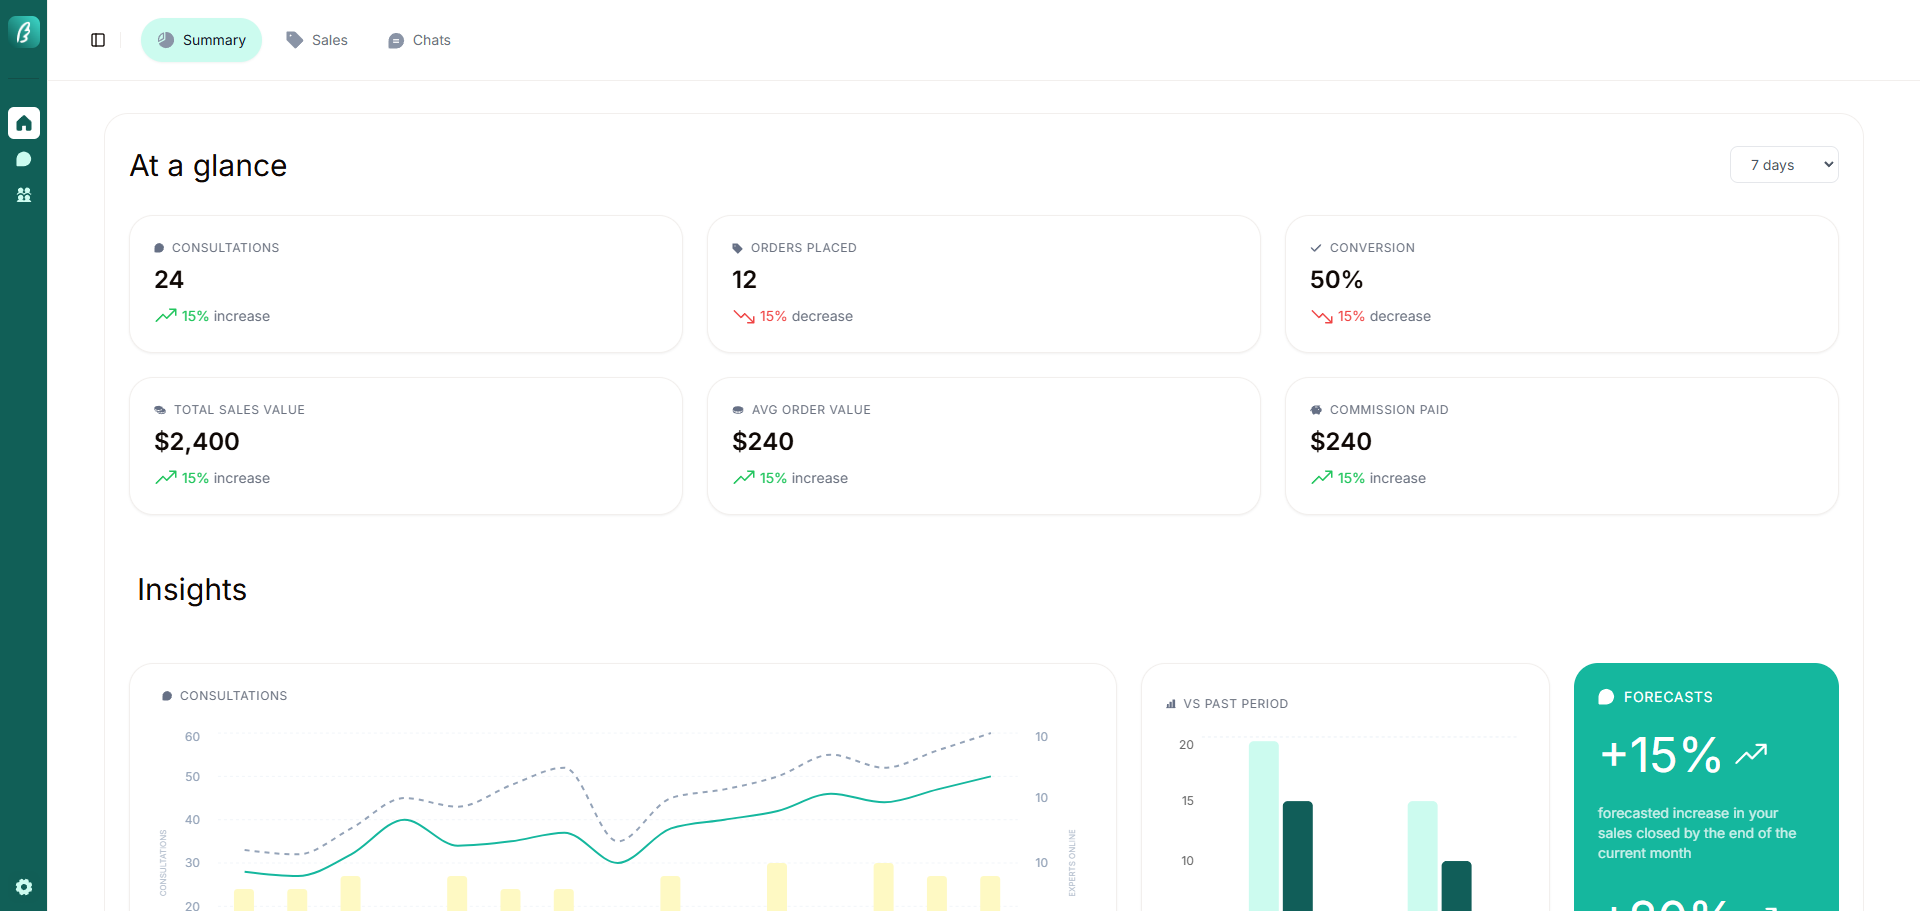 Summary
Sales
Chats
At a glance
7 days
CONSULTATIONS
24
15% increase
ORDERS PLACED
12
15% decrease
CONVERSION
50%
15% decrease
TOTAL SALES VALUE
$2,400
15% increase
AVG ORDER VALUE
$240
15% increase
COMMISSION PAID
$240
15% increase
Insights
CONSULTATIONS
60
50
40
30
20
CONSULTATIONS
10
10
10
EXPERTS ONLINE
VS PAST PERIOD
20
15
10
FORECASTS
+15%
forecasted increase in your
sales closed by the end of the
current month